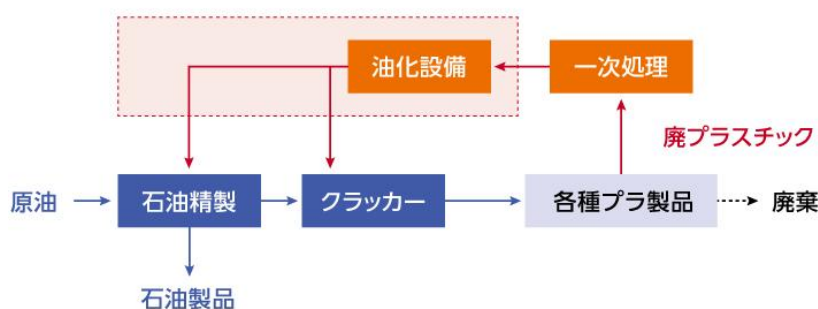 油化設備
一次処理
廃プラスチック
原油
石油精製
クラッカー
各種プラ製品
廃棄
石油製品